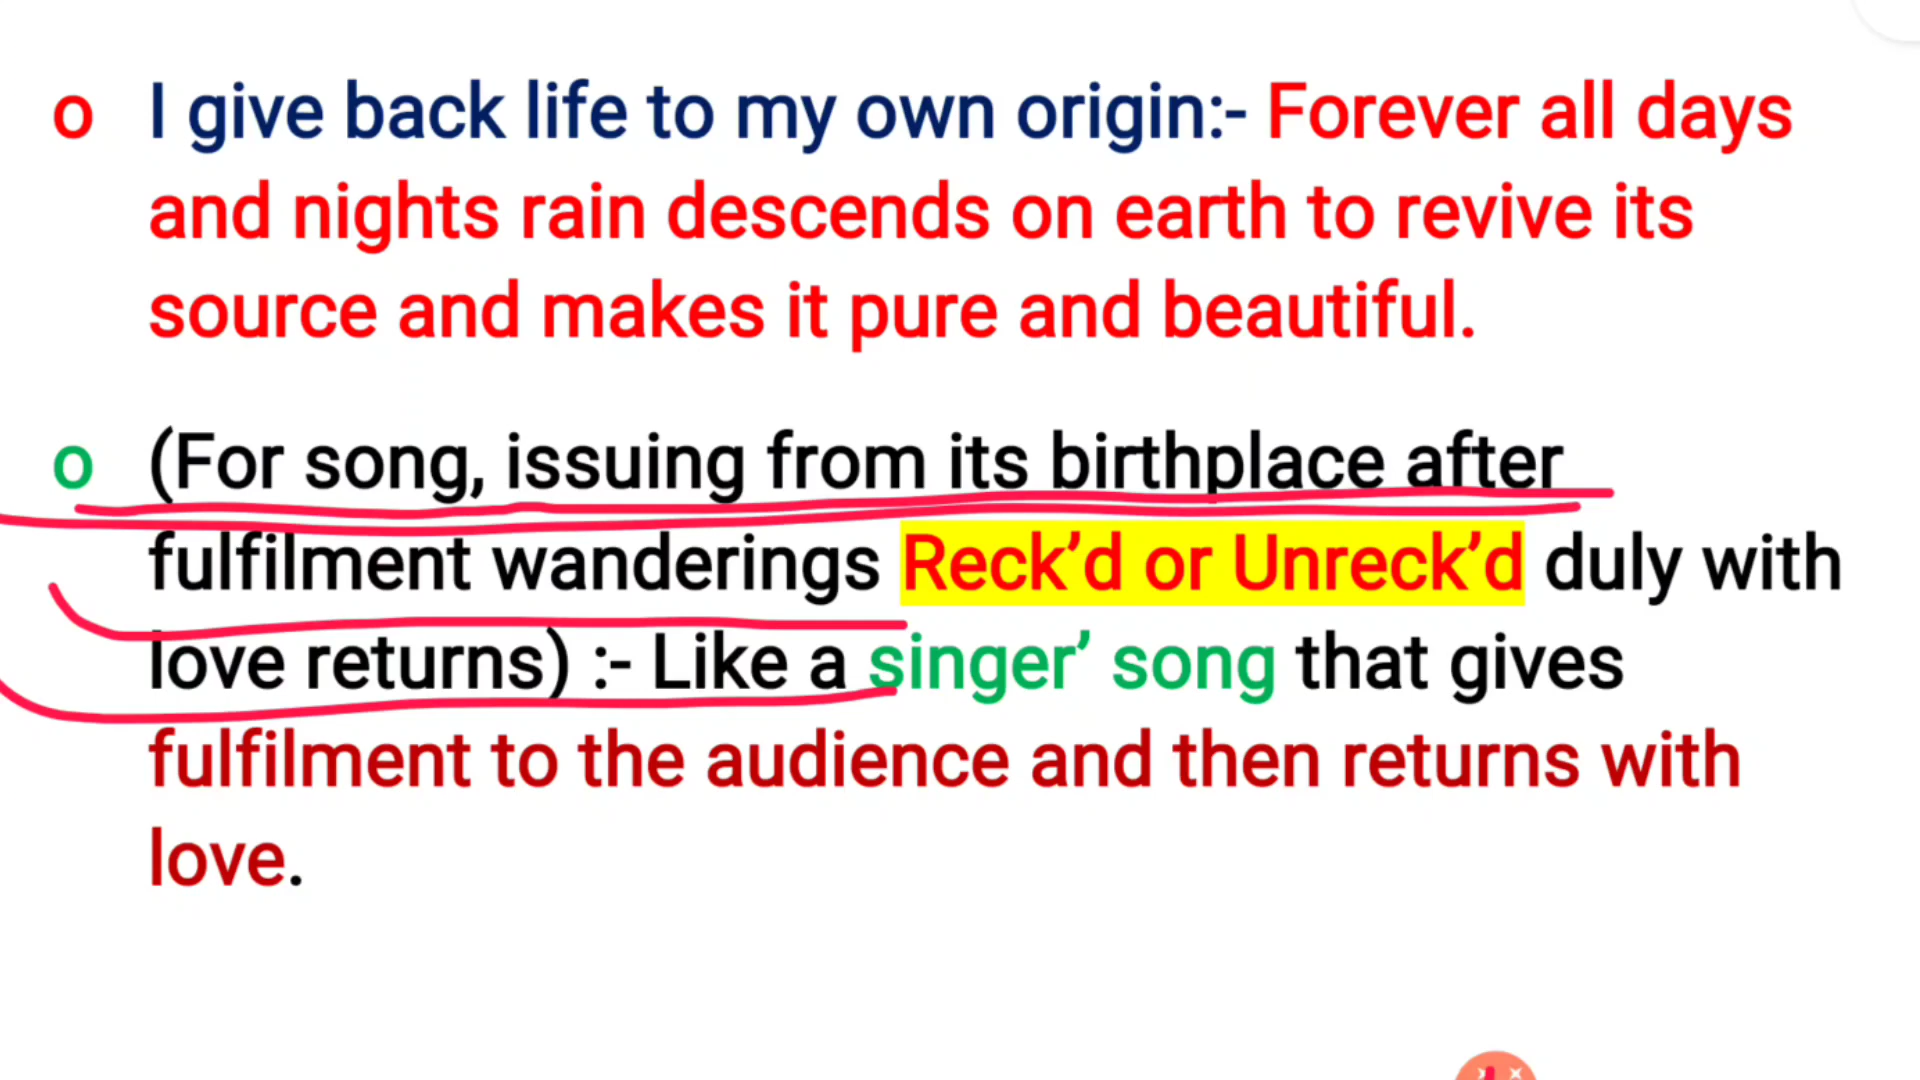 o I give back life to my own origin:- Forever all days
and nights rain descends on earth to revive its
source and makes it pure and beautiful.
o (For song, issuing from its birthplace after
fulfilment wanderings Reck’d or Unreck’d duly with
love returns) :- Like a singer’ song that gives
fulfilment to the audience and then returns with
love.